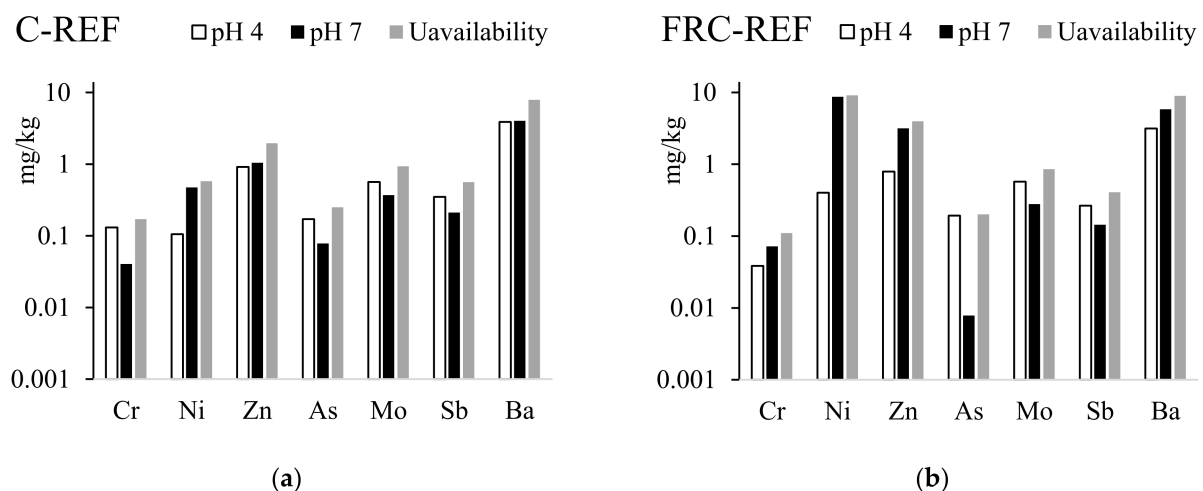 C-REF pH 4 pH 7 Uavailability
mg/kg
10
1
0.1
0.01
0.001
Cr Ni Zn As Mo Sb Ba
(a)
FRC-REF pH 4 pH 7 Uavailability
mg/kg
10
1
0.1
0.01
0.001
Cr Ni Zn As Mo Sb Ba
(b)